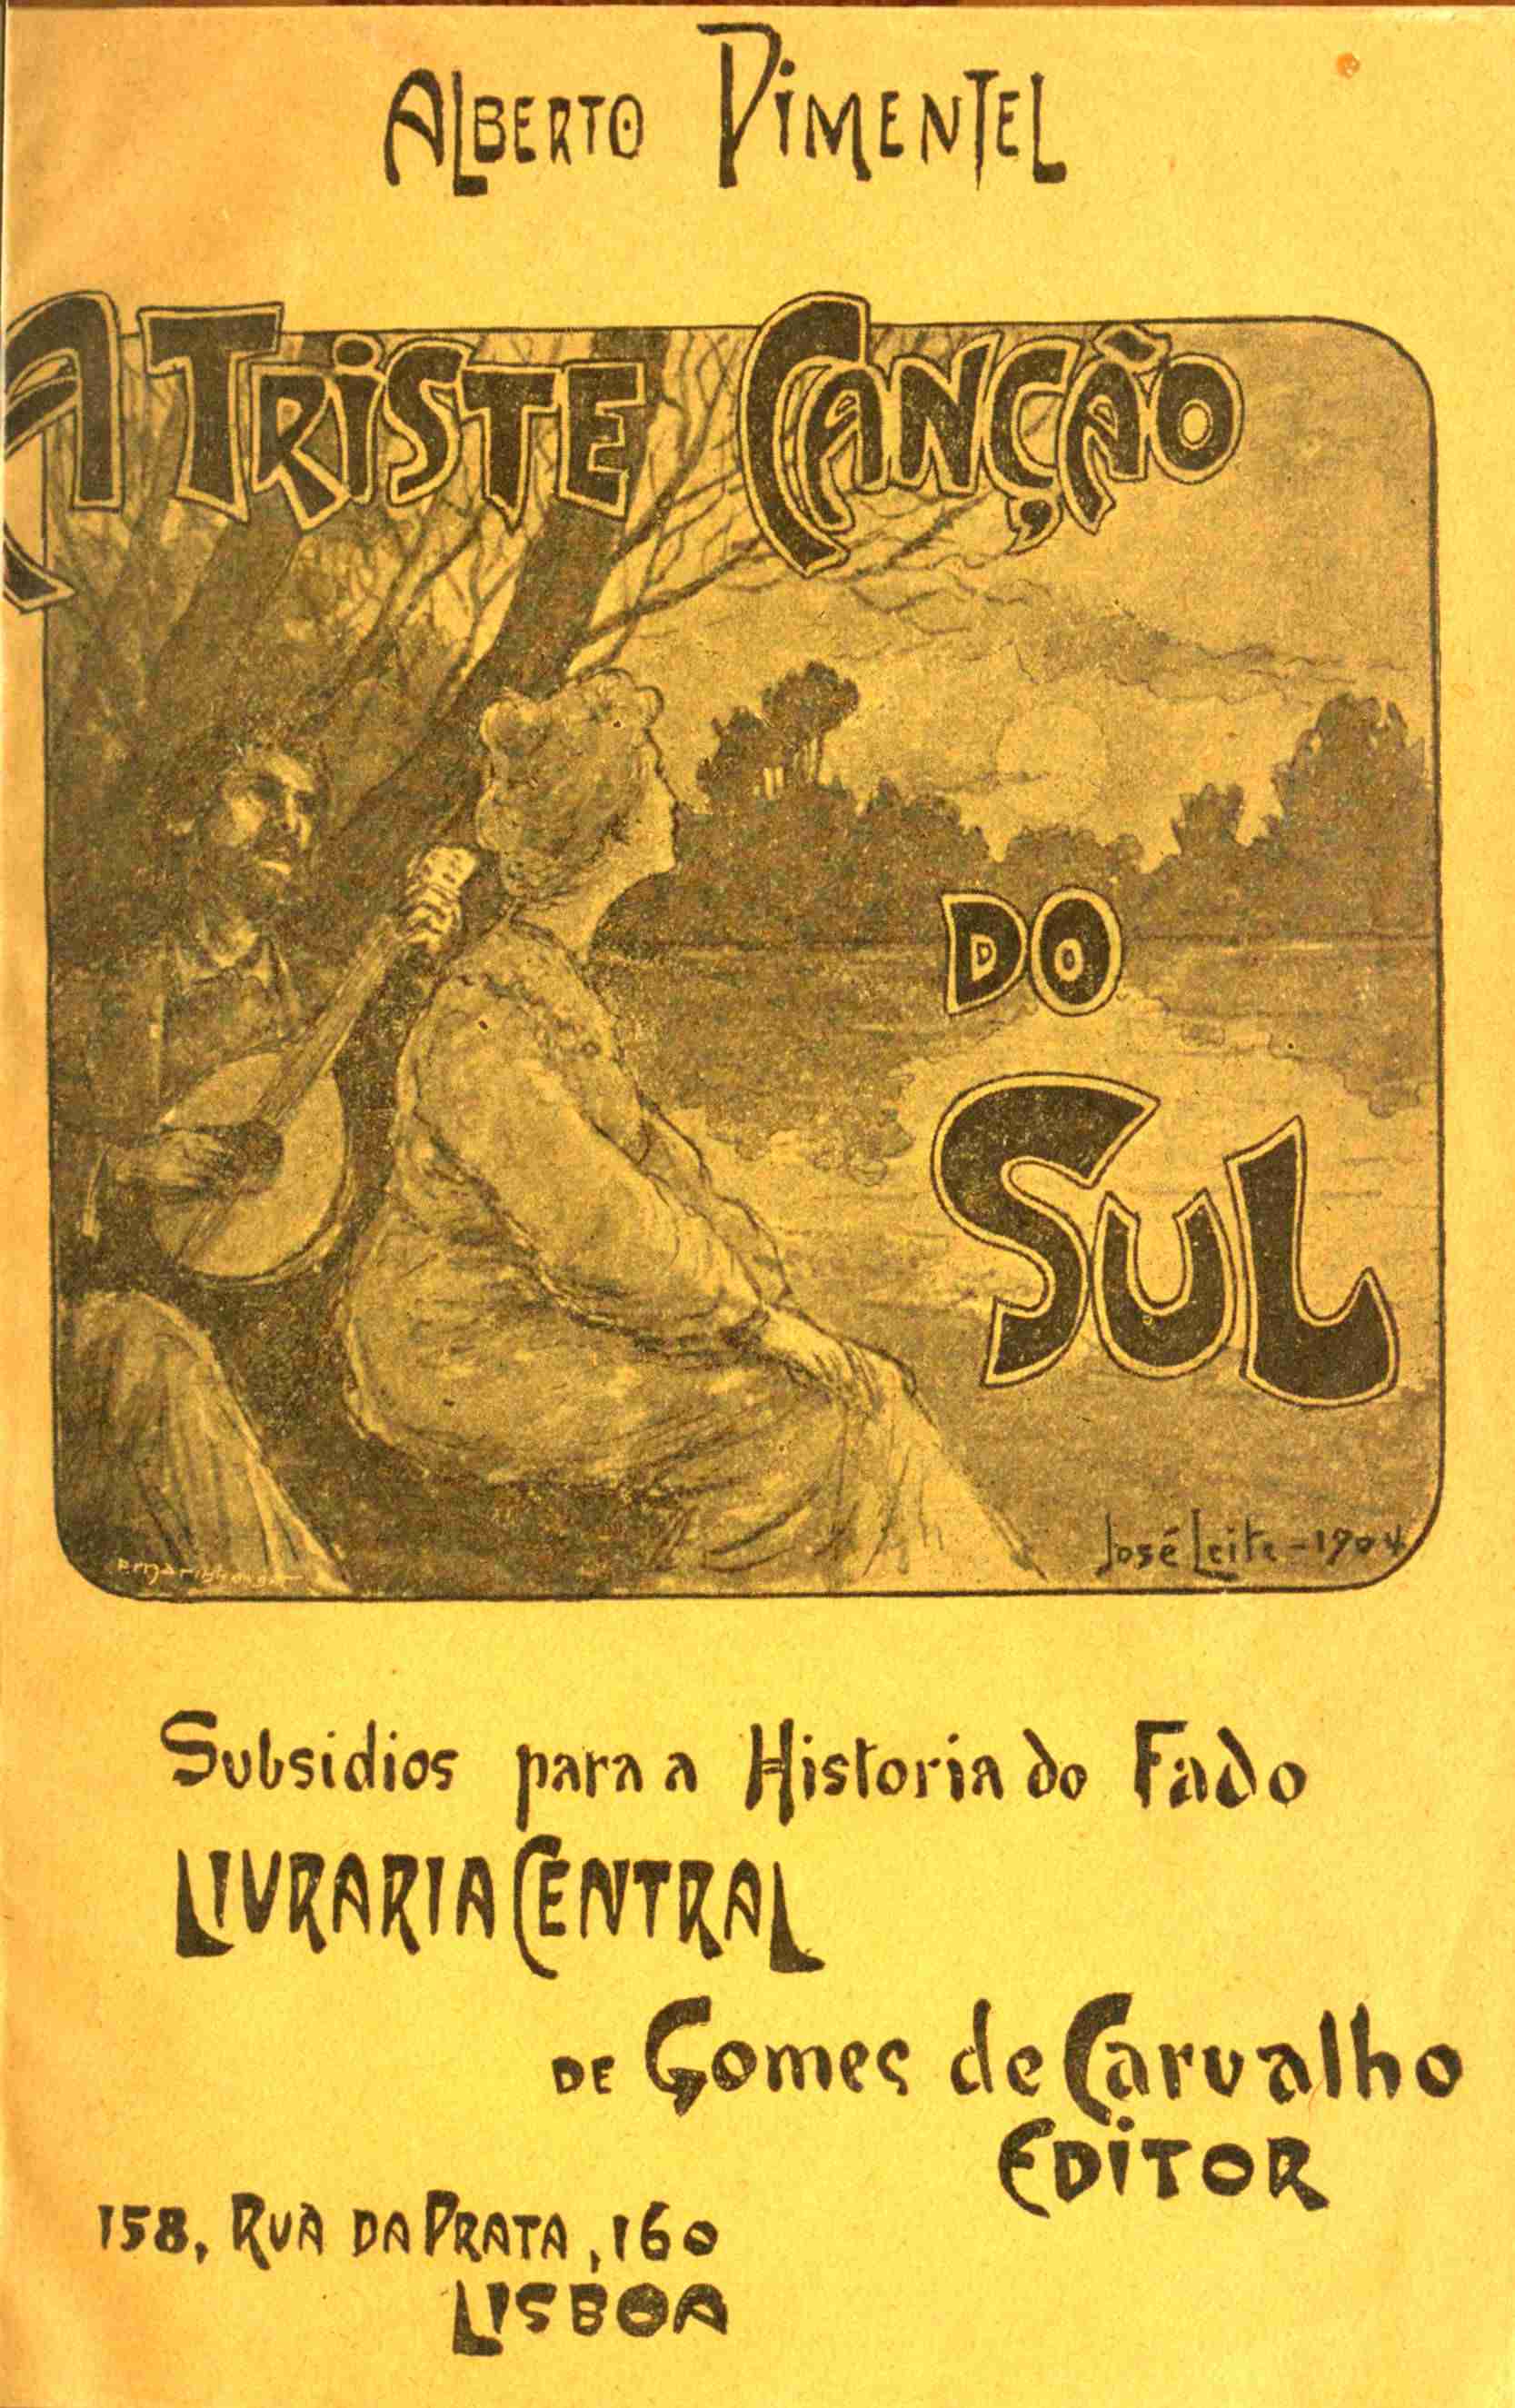 ALBERTO PIMENTEL
A TRISTE CANÇÃO
DO
SUL
José Leite - 1904
Subsidios para a Historia do Fado
LIVRARIA CENTRAL
DE Gomes de Carvalho
EDITOR
158, RUA DA PRATA, 160
LISBOA